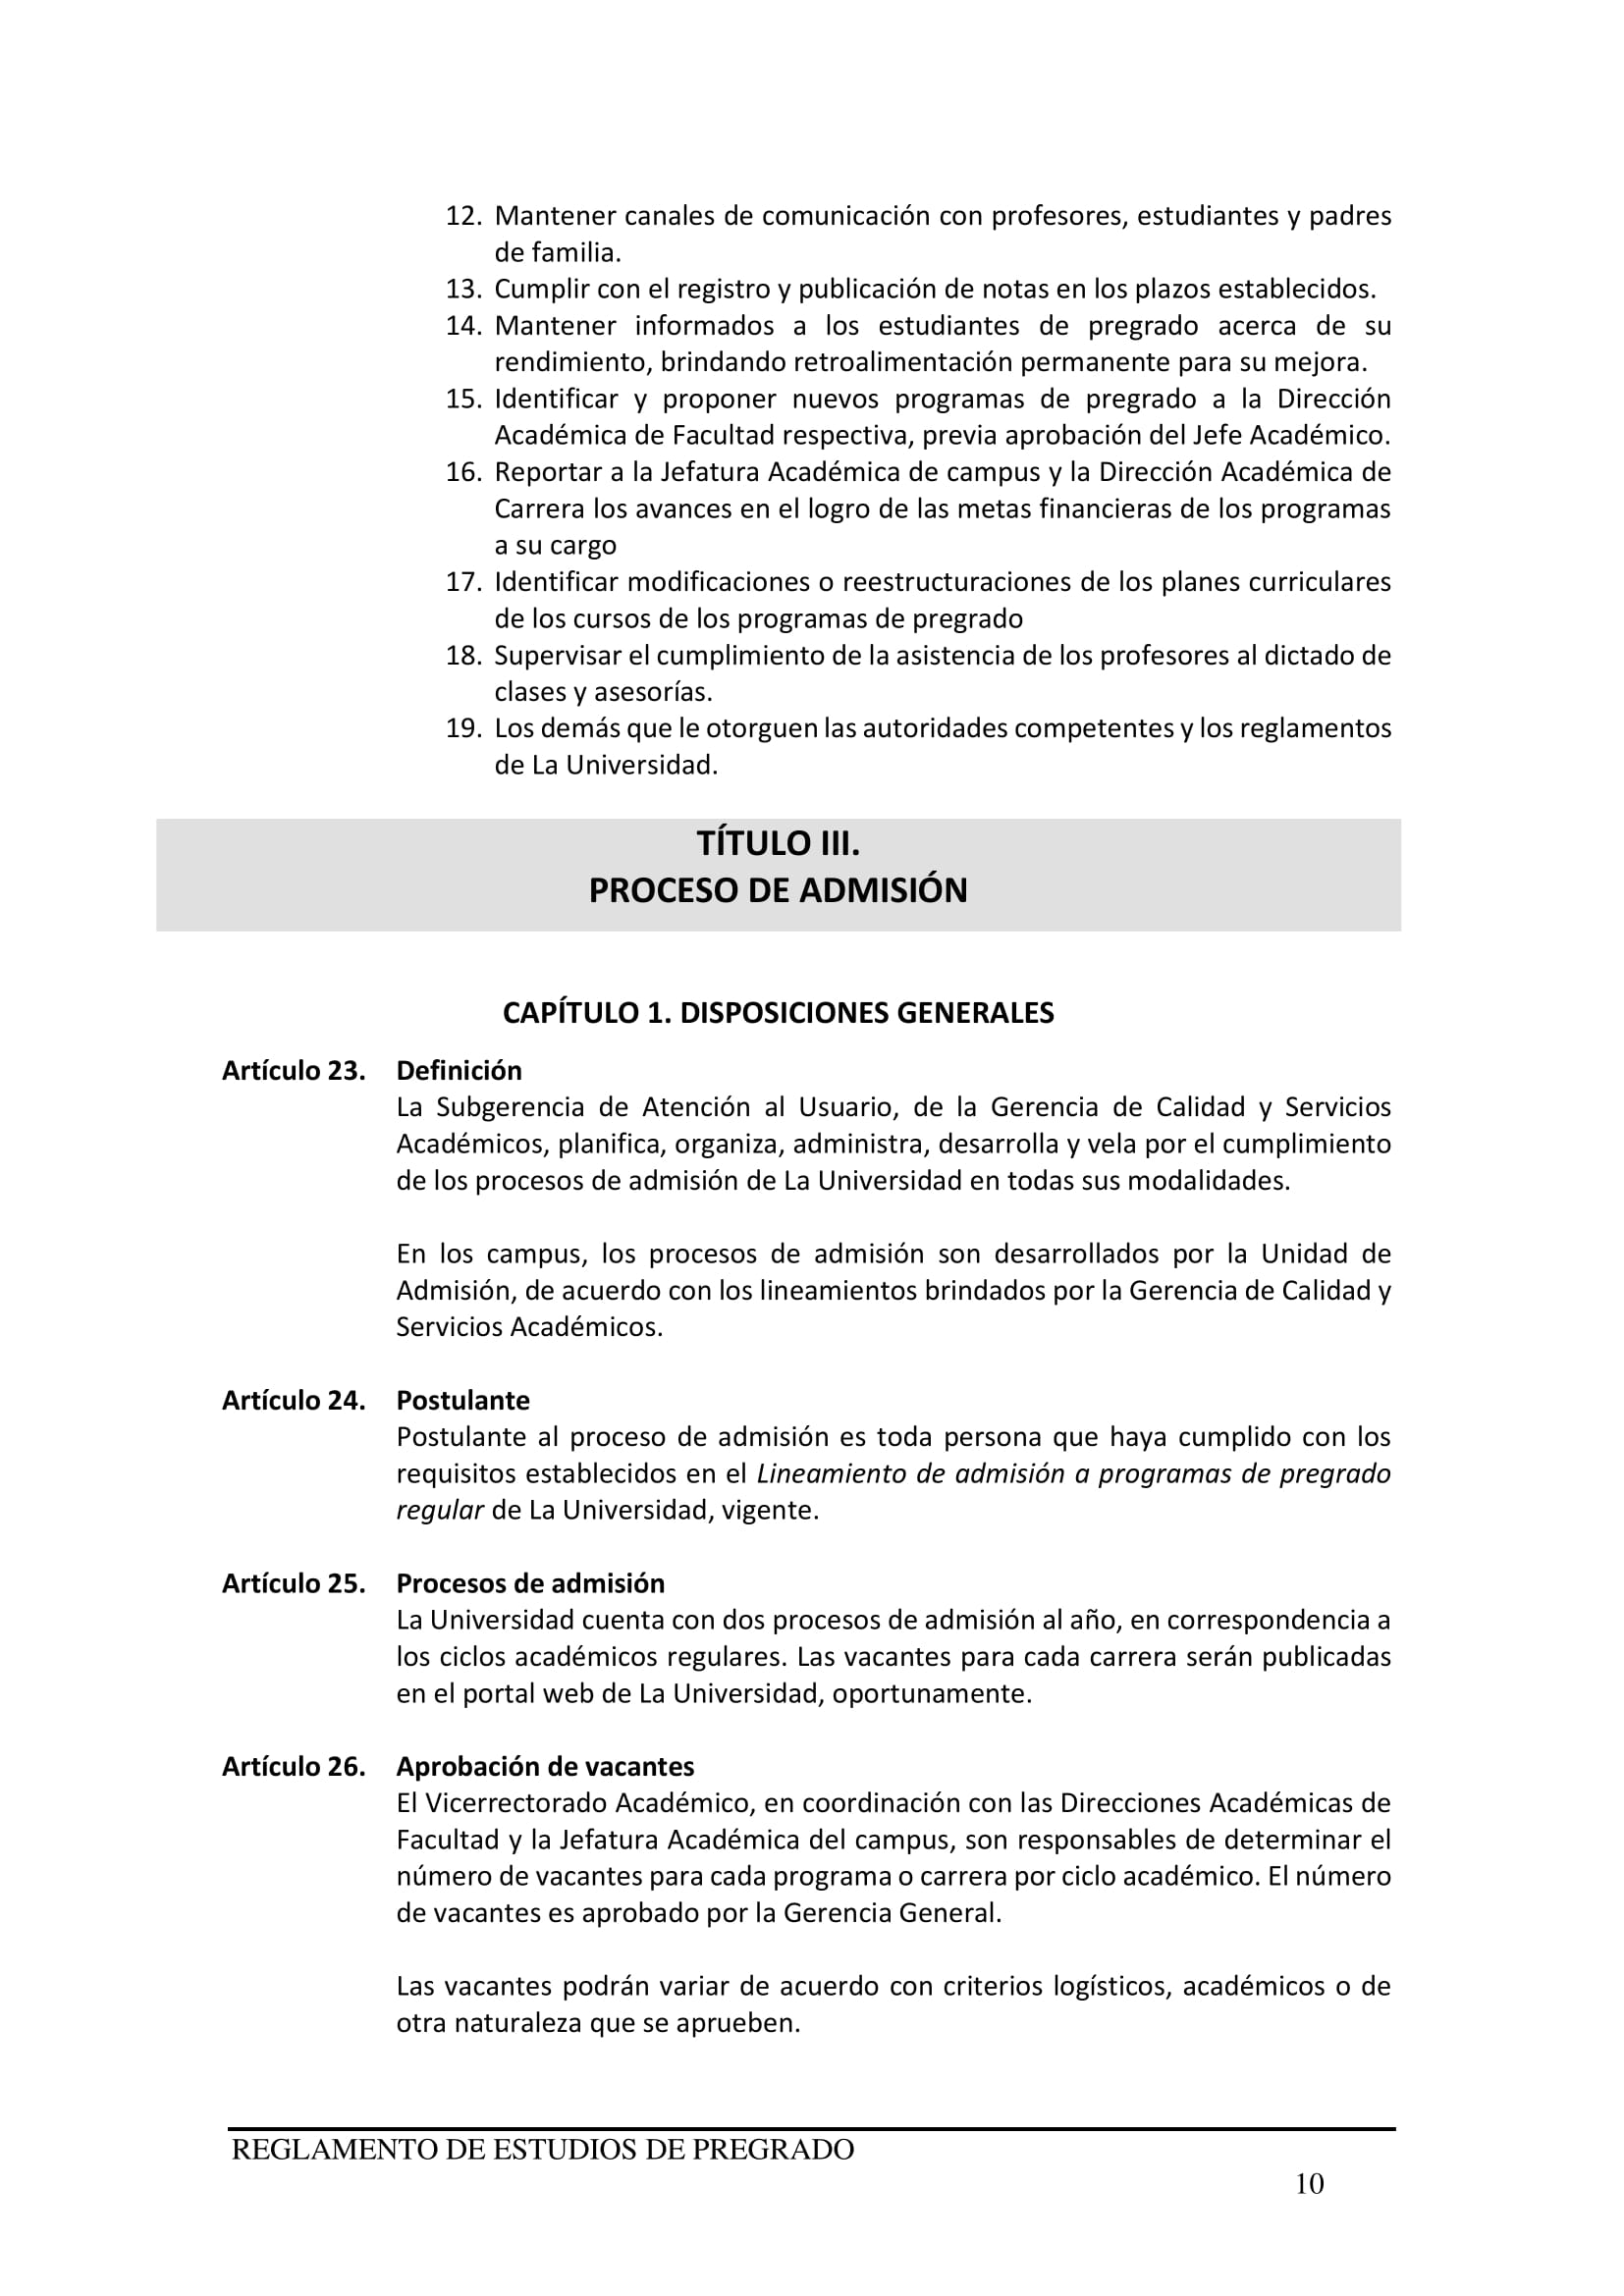 12. Mantener canales de comunicación con profesores, estudiantes y padres
de familia.
13. Cumplir con el registro y publicación de notas en los plazos establecidos.
14. Mantener informados a los estudiantes de pregrado acerca de su
rendimiento, brindando retroalimentación permanente para su mejora.
15. Identificar y proponer nuevos programas de pregrado a la Dirección
Académica de Facultad respectiva, previa aprobación del Jefe Académico.
16. Reportar a la Jefatura Académica de campus y la Dirección Académica de
Carrera los avances en el logro de las metas financieras de los programas
a su cargo
17. Identificar modificaciones o reestructuraciones de los planes curriculares
de los cursos de los programas de pregrado
18. Supervisar el cumplimiento de la asistencia de los profesores al dictado de
clases y asesorías.
19. Los demás que le otorguen las autoridades competentes y los reglamentos
de La Universidad.
TÍTULO III.
PROCESO DE ADMISIÓN
CAPÍTULO 1. DISPOSICIONES GENERALES
Artículo 23. Definición
La Subgerencia de Atención al Usuario, de la Gerencia de Calidad y Servicios
Académicos, planifica, organiza, administra, desarrolla y vela por el cumplimiento
de los procesos de admisión de La Universidad en todas sus modalidades.
En los campus, los procesos de admisión son desarrollados por la Unidad de
Admisión, de acuerdo con los lineamientos brindados por la Gerencia de Calidad y
Servicios Académicos.
Artículo 24. Postulante
Postulante al proceso de admisión es toda persona que haya cumplido con los
requisitos establecidos en el Lineamiento de admisión a programas de pregrado
regular de La Universidad, vigente.
Artículo 25. Procesos de admisión
La Universidad cuenta con dos procesos de admisión al año, en correspondencia a
los ciclos académicos regulares. Las vacantes para cada carrera serán publicadas
en el portal web de La Universidad, oportunamente.
Artículo 26. Aprobación de vacantes
El Vicerrectorado Académico, en coordinación con las Direcciones Académicas de
Facultad y la Jefatura Académica del campus, son responsables de determinar el
número de vacantes para cada programa o carrera por ciclo académico. El número
de vacantes es aprobado por la Gerencia General.
Las vacantes podrán variar de acuerdo con criterios logísticos, académicos o de
otra naturaleza que se aprueben.
REGLAMENTO DE ESTUDIOS DE PREGRADO
10